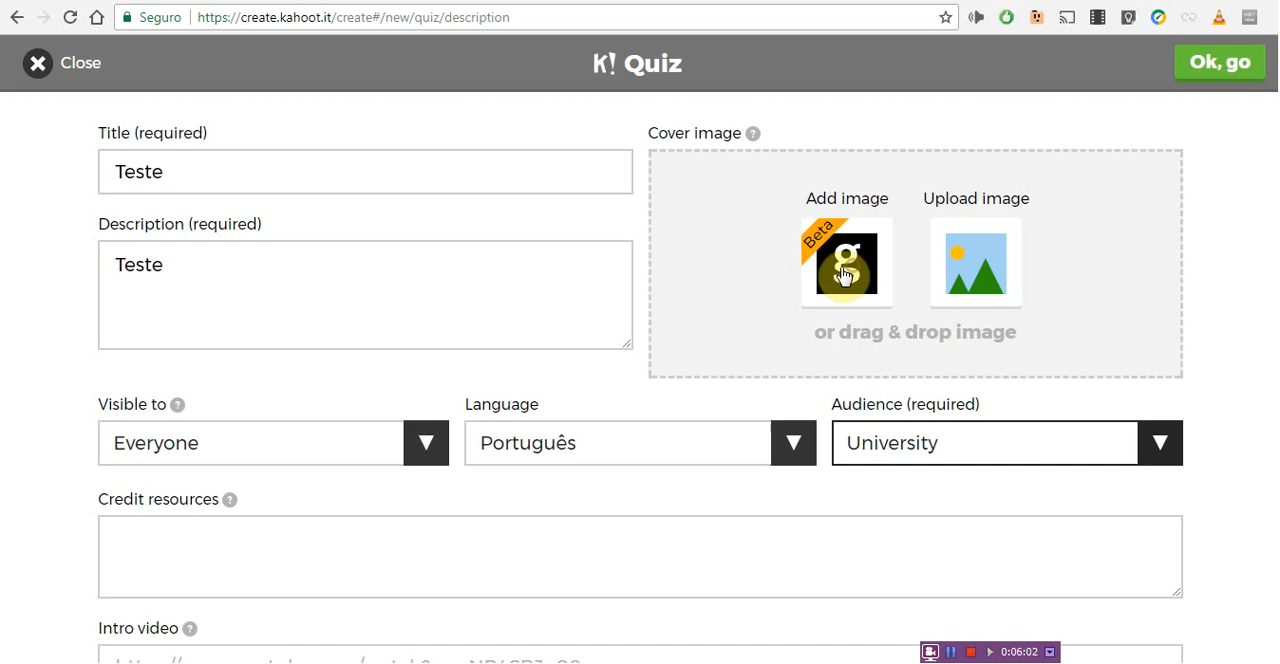 Seguro https://create.kahoot.it/create#/new/quiz/description
Close K! Quiz Ok, go
Title (required)
Teste
Description (required)
Teste
Cover image ?
Add image Upload image
Beta
g
or drag & drop image
Visible to ? Language Audience (required)
Everyone Português University
Credit resources ?
Intro video ?
0:06:02